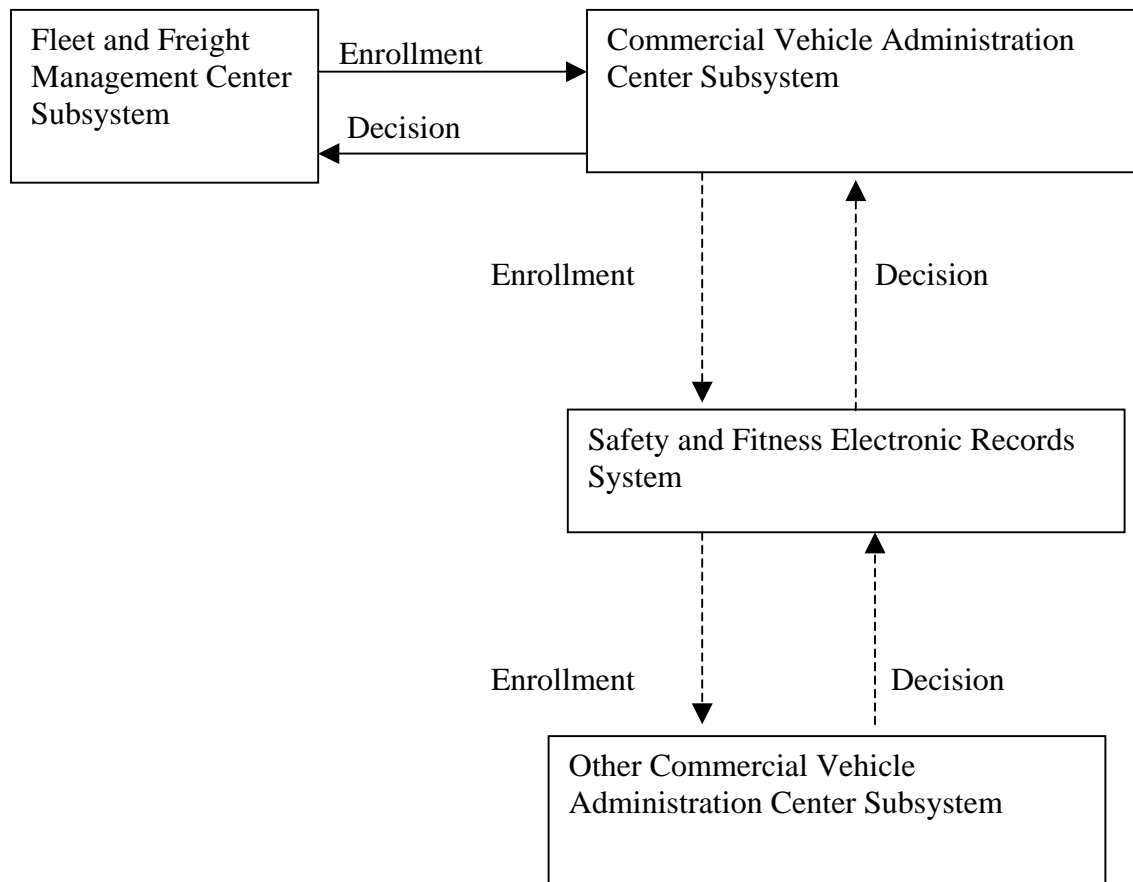 Fleet and Freight
Management Center
Subsystem
Enrollment
Decision
Commercial Vehicle Administration
Center Subsystem
Enrollment
Decision
Safety and Fitness Electronic Records
System
Enrollment
Decision
Other Commercial Vehicle
Administration Center Subsystem